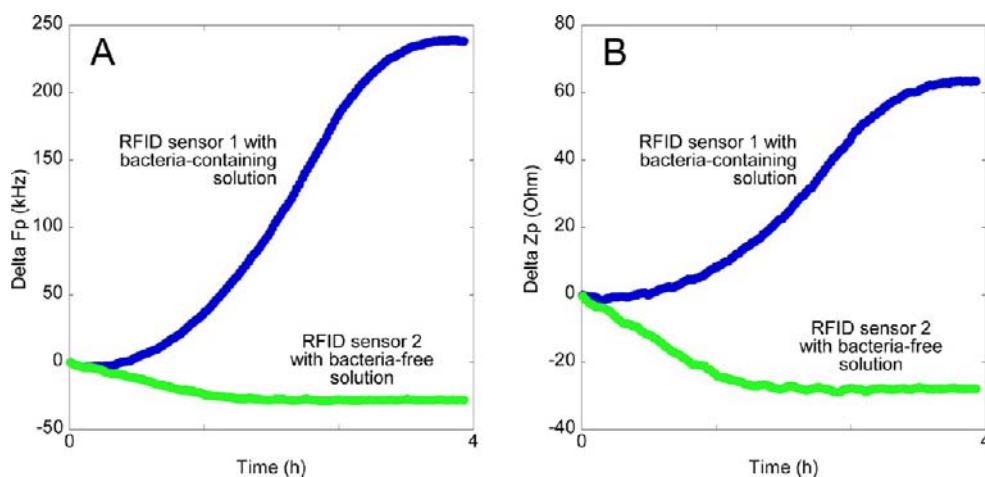 A
250
200
150
100
50
0
-50
Delta Fp (kHz)
RFID sensor 1 with
bacteria-containing
solution
RFID sensor 2
with bacteria-free
solution
0
4
Time (h)
B
80
60
40
20
0
-20
-40
Delta Zp (Ohm)
RFID sensor 1 with
bacteria-containing
solution
RFID sensor 2
with bacteria-free
solution
0
4
Time (h)